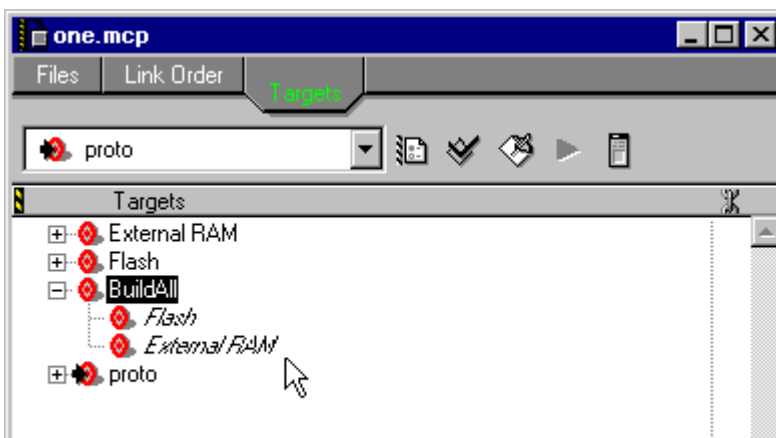 one.mcp
Files Link Order Targets
proto
Targets
External RAM
Flash
BuildAll
Flash
External RAM
proto